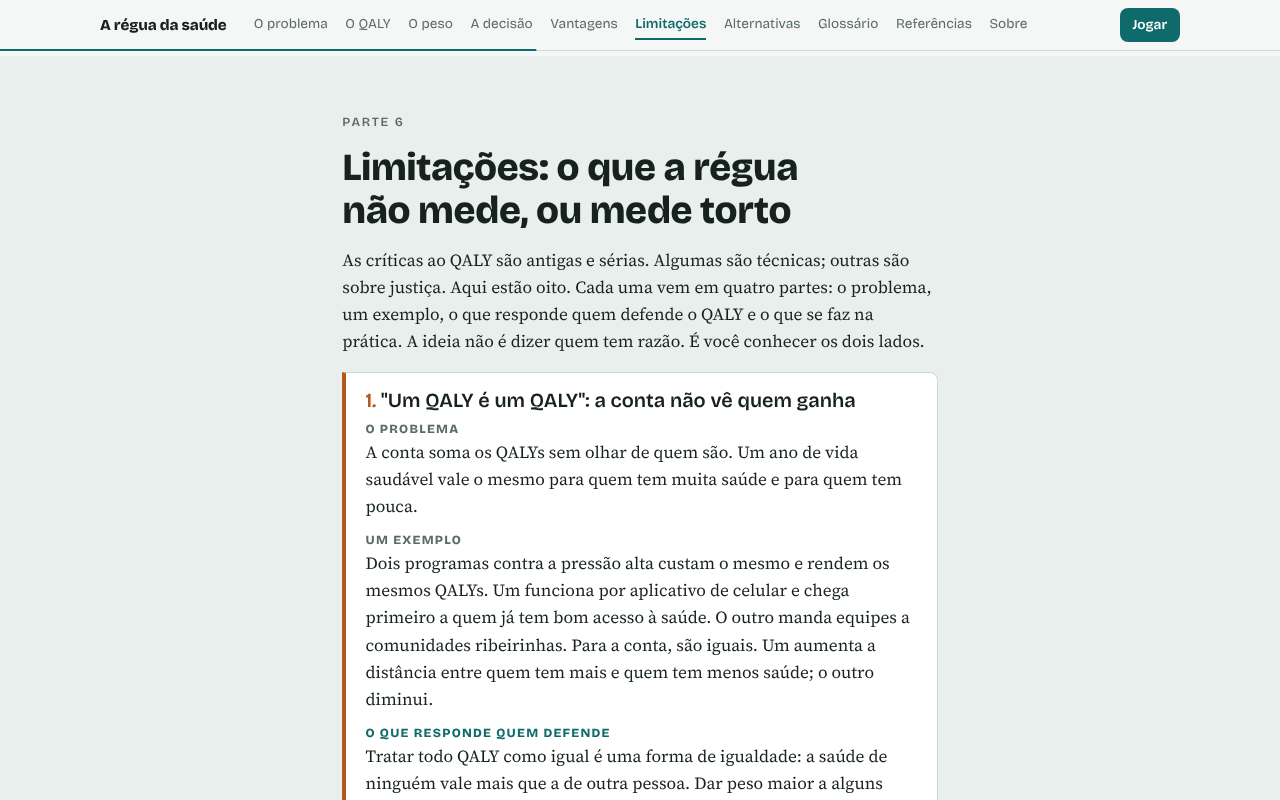 A régua da saúde
O problema O QALY O peso A decisão Vantagens Limitações Alternativas Glossário Referências Sobre
Jogar
PARTE 6
Limitações: o que a régua
não mede, ou mede torto
As críticas ao QALY são antigas e sérias. Algumas são técnicas; outras são
sobre justiça. Aqui estão oito. Cada uma vem em quatro partes: o problema,
um exemplo, o que responde quem defende o QALY e o que se faz na
prática. A ideia não é dizer quem tem razão. É você conhecer os dois lados.
1. "Um QALY é um QALY": a conta não vê quem ganha
O PROBLEMA
A conta soma os QALYs sem olhar de quem são. Um ano de vida
saudável vale o mesmo para quem tem muita saúde e para quem tem
pouca.
UM EXEMPLO
Dois programas contra a pressão alta custam o mesmo e rendem os
mesmos QALYs. Um funciona por aplicativo de celular e chega
primeiro a quem já tem bom acesso à saúde. O outro manda equipes a
comunidades ribeirinhas. Para a conta, são iguais. Um aumenta a
distância entre quem tem mais e quem tem menos saúde; o outro
diminui.
O QUE RESPONDE QUEM DEFENDE
Tratar todo QALY como igual é uma forma de igualdade: a saúde de
ninguém vale mais que a de outra pessoa. Dar peso maior a alguns